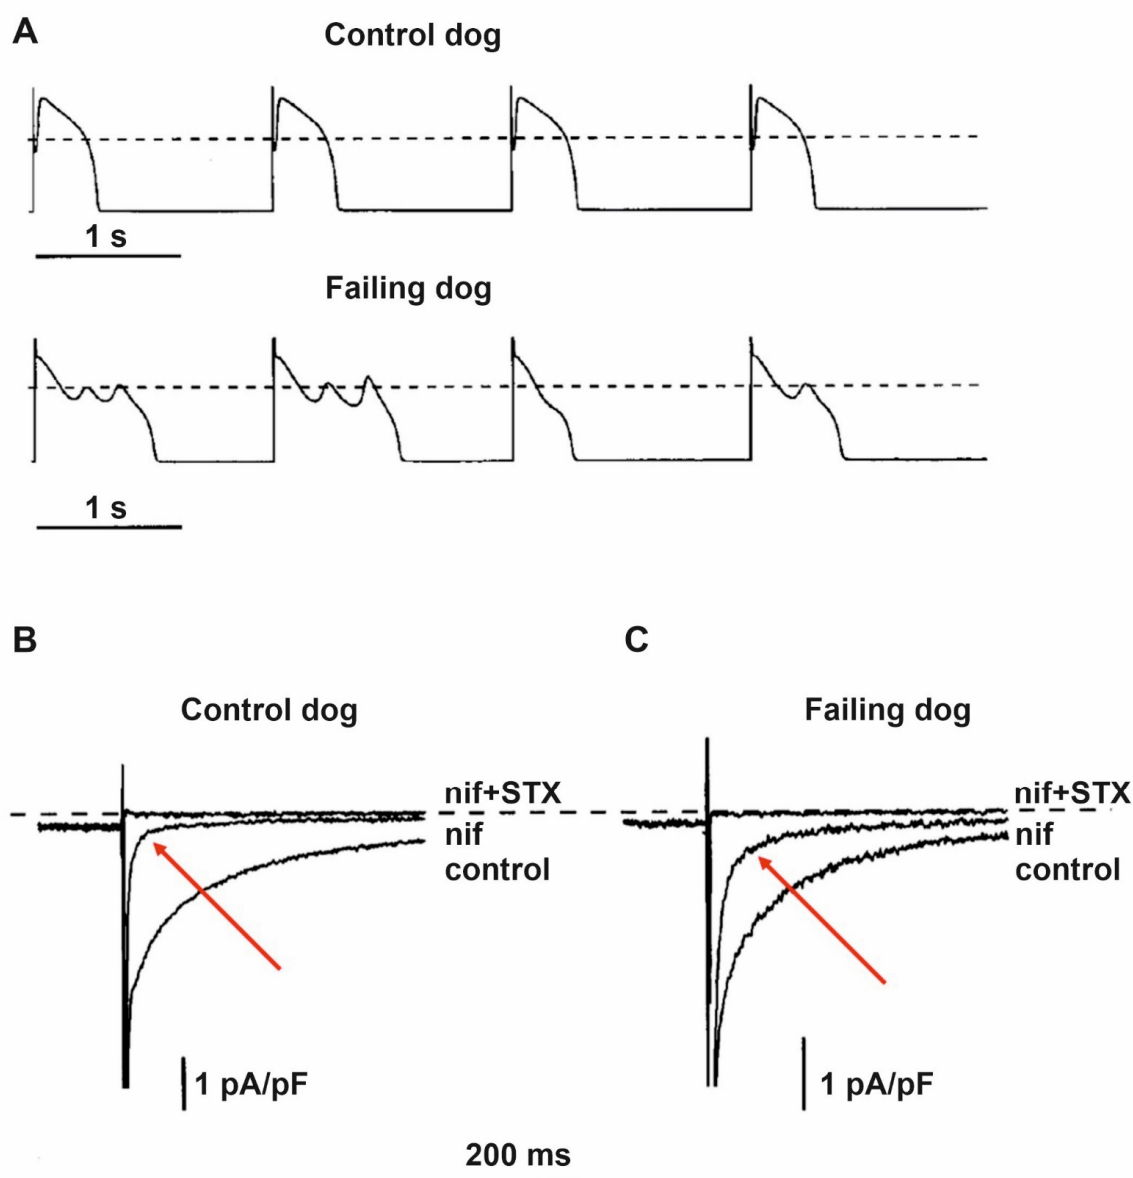 A
Control dog
1 s
Failing dog
1 s
B
Control dog
nif+STX
nif
control
1 pA/pF
C
Failing dog
nif+STX
nif
control
1 pA/pF
200 ms